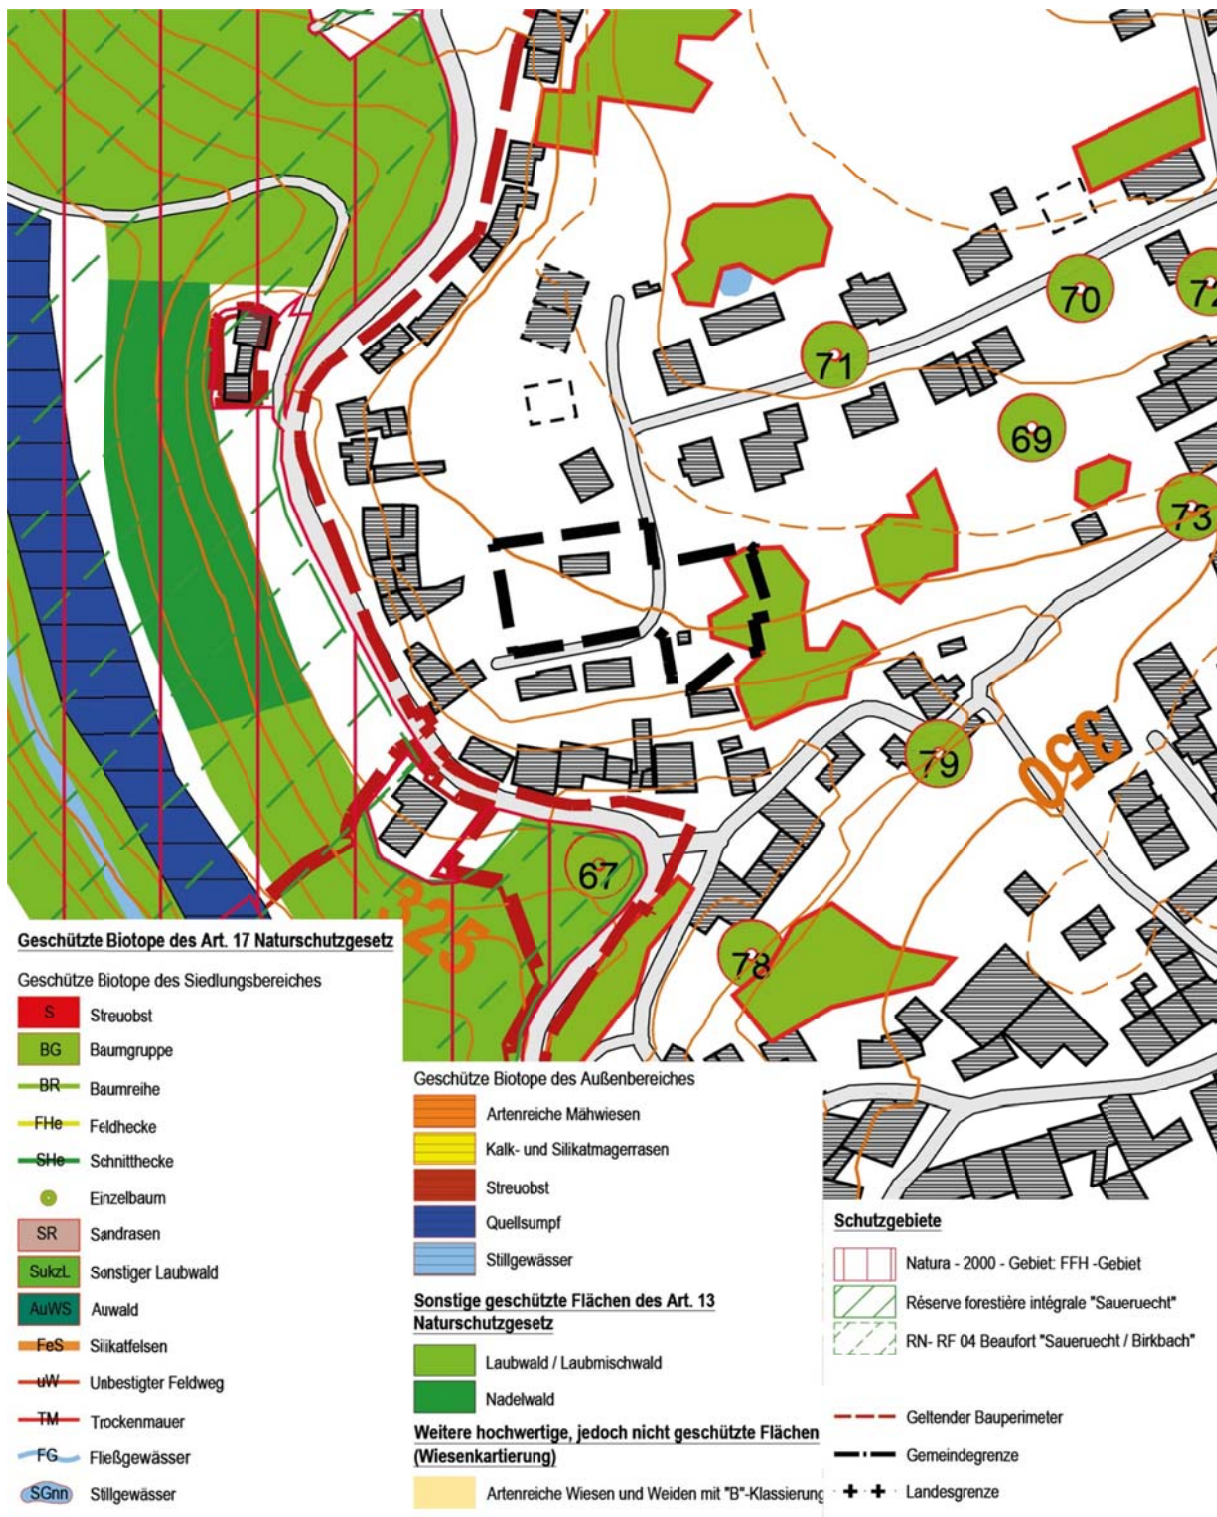 70
72
71
69
73
79
350
67
325
78
Geschützte Biotope des Art. 17 Naturschutzgesetz
Geschütze Biotope des Siedlungsbereiches
S Streuobst
BG Baumgruppe
BR Baumreihe
FHe Feldhecke
SHe Schnitthecke
Einzelbaum
SR Sandrasen
SukzL Sonstiger Laubwald
AuWS Auwald
FeS Silikatfelsen
uW Unbestigter Feldweg
TM Trockenmauer
FG Fließgewässer
SGnn Stillgewässer
Geschütze Biotope des Außenbereiches
Artenreiche Mähwiesen
Kalk- und Silikatmagerrasen
Streuobst
Quellsumpf
Stillgewässer
Sonstige geschützte Flächen des Art. 13
Naturschutzgesetz
Laubwald / Laubmischwald
Nadelwald
Weitere hochwertige, jedoch nicht geschützte Flächen
(Wiesenkartierung)
Artenreiche Wiesen und Weiden mit "B"-Klassierung
Schutzgebiete
Natura - 2000 - Gebiet: FFH -Gebiet
Réserve forestière intégrale "Saueruecht"
RN- RF 04 Beaufort "Saueruecht / Birkbach"
Geltender Bauperimeter
Gemeindegrenze
Landesgrenze